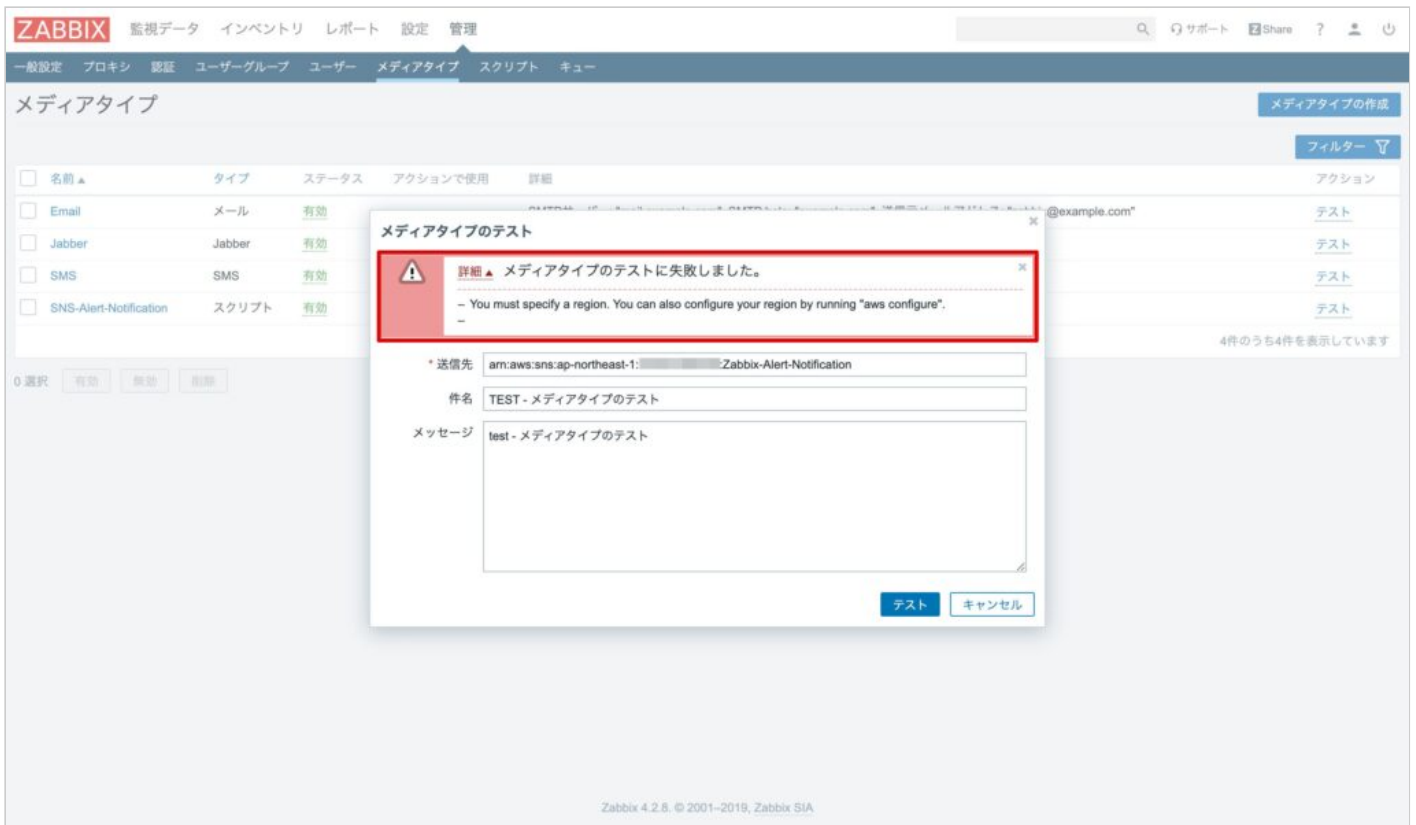 ZABBIX 監視データ インベントリ レポート 設定 管理 サポート Z Share ?
一般設定 プロキシ 認証 ユーザーグループ ユーザー メディアタイプ スクリプト キュー
メディアタイプ
メディアタイプの作成
フィルター
名前▲ タイプ ステータス アクションで使用 詳細 アクション
Email メール 有効 @example.com" テスト
Jabber Jabber 有効 テスト
SMS SMS 有効 テスト
SNS-Alert-Notification スクリプト 有効 テスト
4件のうち4件を表示しています
0 選択 有効 無効 削除
メディアタイプのテスト ×
詳細▲ メディアタイプのテストに失敗しました。 ×
– You must specify a region. You can also configure your region by running "aws configure".
–
* 送信先 arn:aws:sns:ap-northeast-1: :Zabbix-Alert-Notification
件名 TEST - メディアタイプのテスト
メッセージ test - メディアタイプのテスト
テスト キャンセル
Zabbix 4.2.8. © 2001–2019, Zabbix SIA